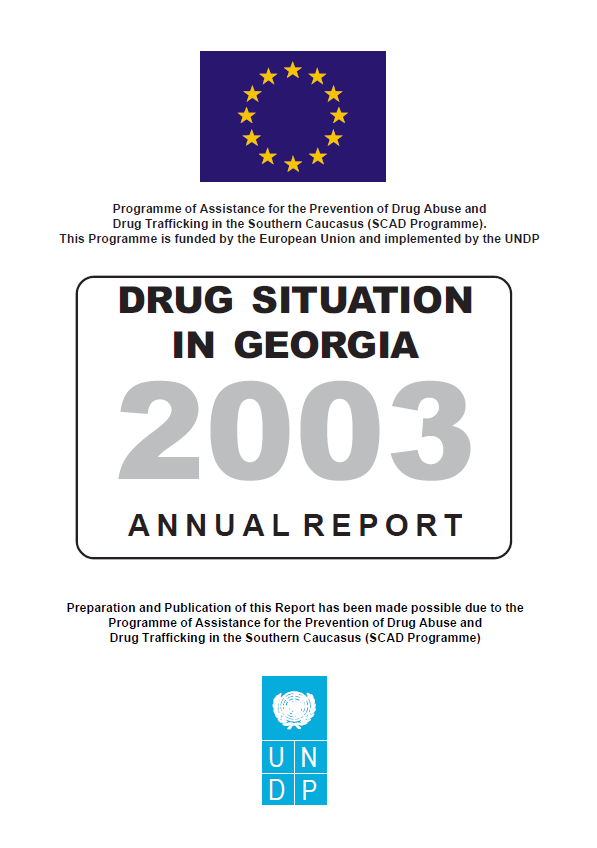 Programme of Assistance for the Prevention of Drug Abuse and
Drug Trafficking in the Southern Caucasus (SCAD Programme).
This Programme is funded by the European Union and implemented by the UNDP
DRUG SITUATION
IN GEORGIA
2003
ANNUAL REPORT
Preparation and Publication of this Report has been made possible due to the
Programme of Assistance for the Prevention of Drug Abuse and
Drug Trafficking in the Southern Caucasus (SCAD Programme)
U N
D P